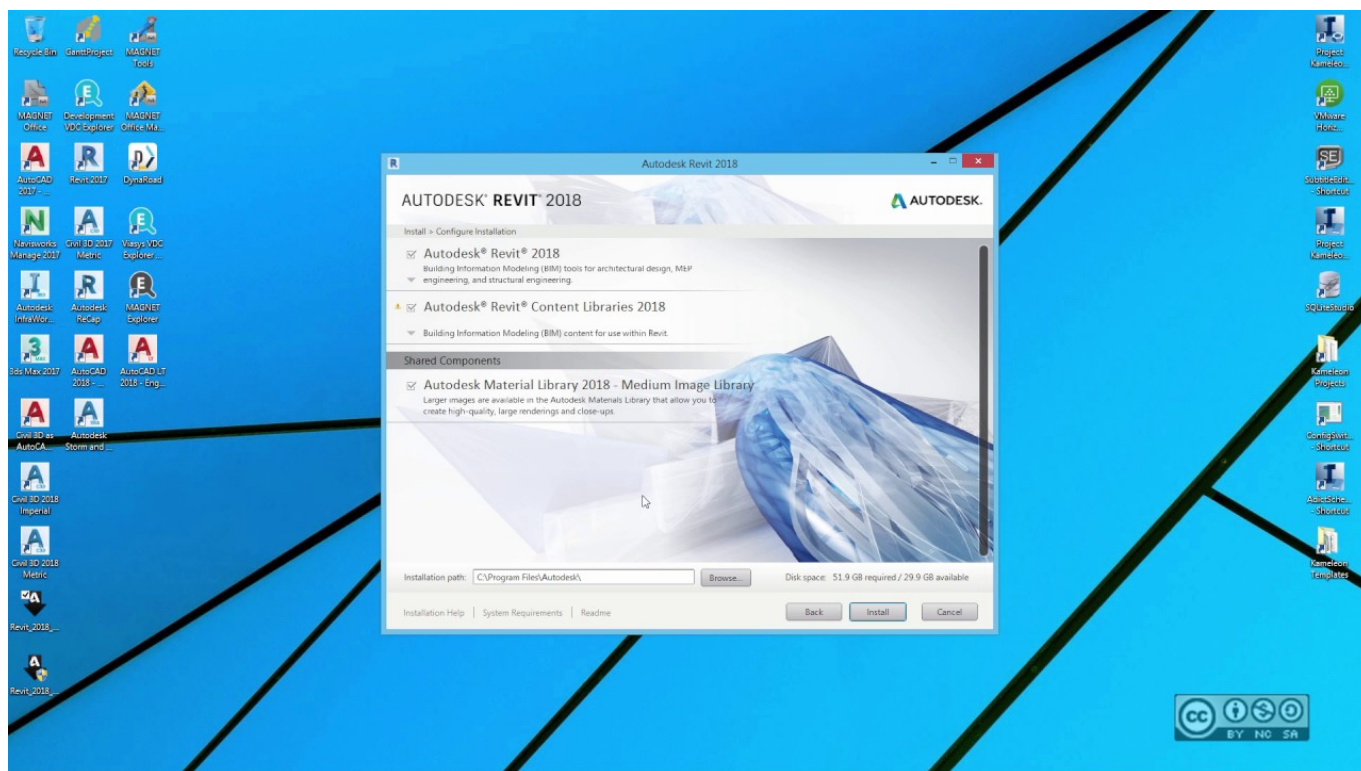 Recycle Bin
GanttProject
MAGNET
Tools
MAGNET
Office
Development
VDC Explorer
MAGNET
Office Ma...
AutoCAD
2017 - ...
Revit 2017
DynaRoad
Navisworks
Manage 2017
Civil 3D 2017
Metric
Viasys VDC
Explorer ...
Autodesk
InfraWor...
Autodesk
ReCap
MAGNET
Explorer
3ds Max 2017
AutoCAD
2018 - ...
AutoCAD LT
2018 - Eng...
Civil 3D as
AutoCA...
Autodesk
Storm and ...
Civil 3D 2018
Imperial
Civil 3D 2018
Metric
Revit_2018_...
Revit_2018_...
Autodesk Revit 2018
AUTODESK® REVIT® 2018
AUTODESK.
Install > Configure Installation
Autodesk® Revit® 2018
Building Information Modeling (BIM) tools for architectural design, MEP
engineering, and structural engineering.
Autodesk® Revit® Content Libraries 2018
Building Information Modeling (BIM) content for use within Revit.
Shared Components
Autodesk Material Library 2018 - Medium Image Library
Larger images are available in the Autodesk Materials Library that allow you to
create high-quality, large renderings and close-ups.
Installation path: C:\Program Files\Autodesk\ Browse... Disk space: 51.9 GB required / 29.9 GB available
Installation Help | System Requirements | Readme Back Install Cancel
Project
Kameleo...
VMware
Horiz...
SE
SubtitleEdit...
- Shortcut
Project
Kameleo...
SQLiteStudio
Kameleon
Projects
ConfigSwit...
- Shortcut
AdictSche...
- Shortcut
Kameleon
Templates
CC
BY NC SA